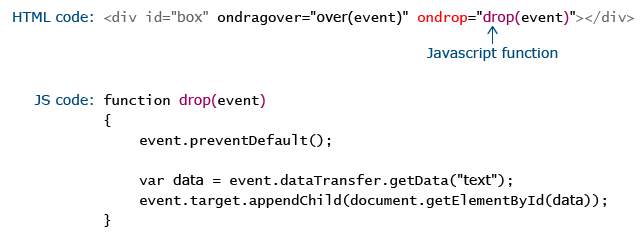 HTML code: <div id="box" ondragover="over(event)" ondrop="drop(event)"></div>
Javascript function
JS code: function drop(event)
{
event.preventDefault();
var data = event.dataTransfer.getData("text");
event.target.appendChild(document.getElementById(data));
}